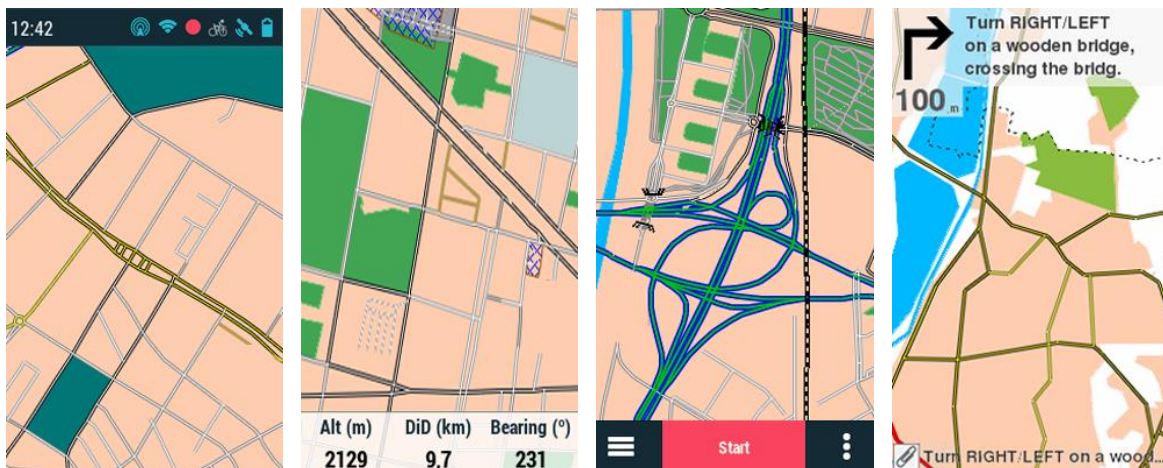 12:42
Alt (m) DiD (km) Bearing (º)
2129 9.7 231
Start
Turn RIGHT/LEFT
on a wooden bridge,
crossing the bridg.
100 m
Turn RIGHT/LEFT on a wood...